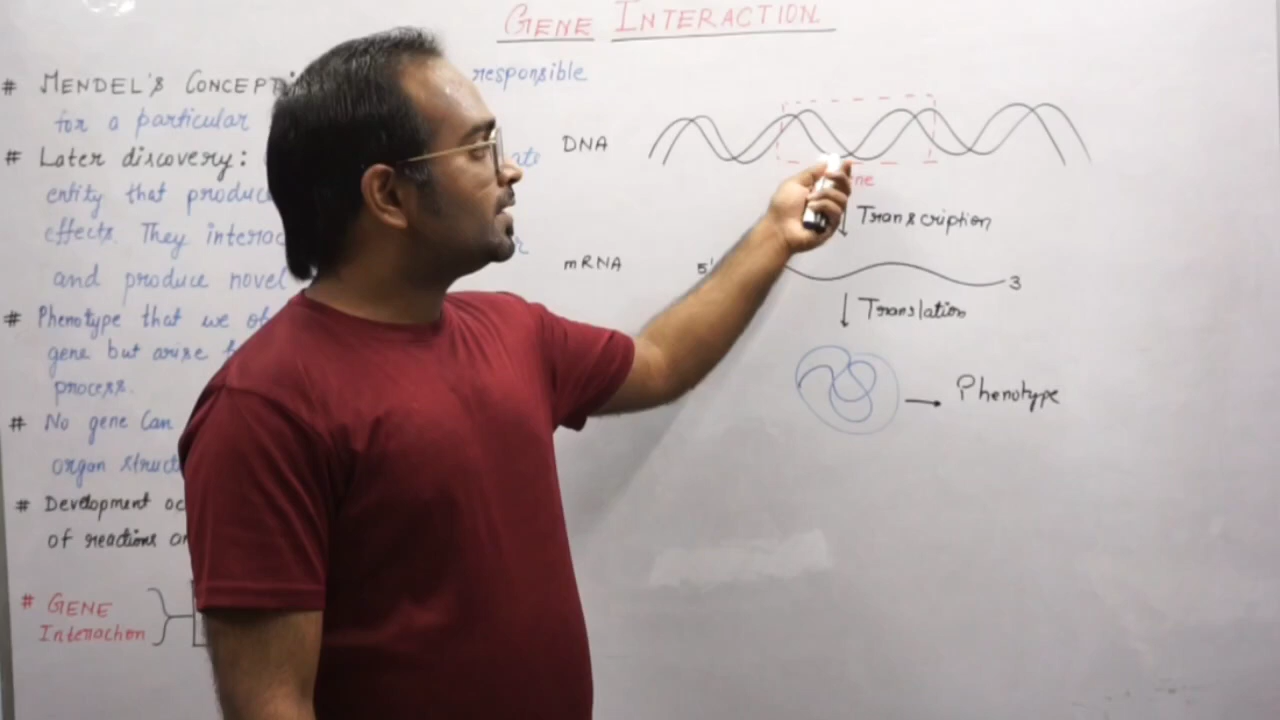 GENE INTERACTION
# MENDEL'S CONCEPT responsible
for a particular
# Later discovery:
entity that produc
effects. They interac
and produce novel
# Phenotype that we
gene but arise
process.
# No gene Can
organ struct
# Development oc
of reactions
# GENE
Interaction
DNA
Transcription
mRNA 5' 3
Translation
Phenotype